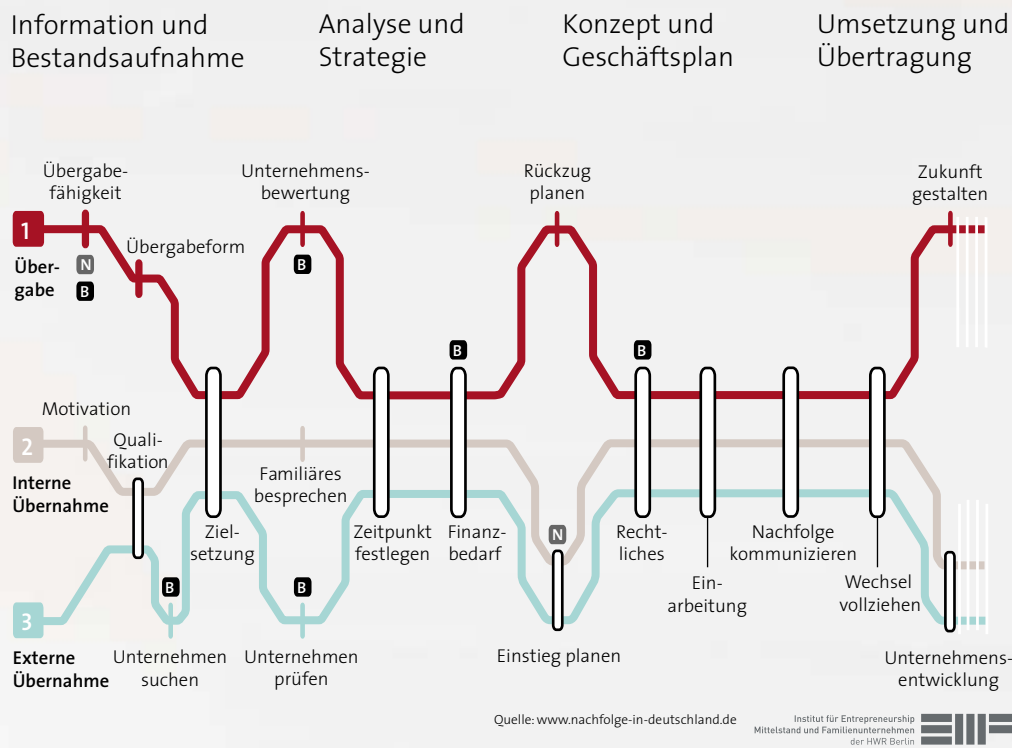 Information und
Bestandsaufnahme
Analyse und
Strategie
Konzept und
Geschäftsplan
Umsetzung und
Übertragung
Übergabe-
fähigkeit
Unternehmens-
bewertung
Rückzug
planen
Zukunft
gestalten
1
Übergabeform
Über-
gabe
N
B
B
B
B
Motivation
2
Quali-
fikation
Interne
Übernahme
Familiäres
besprechen
Ziel-
setzung
Zeitpunkt
festlegen
Finanz-
bedarf
N
Recht-
liches
Nachfolge
kommunizieren
Ein-
arbeitung
Wechsel
vollziehen
B
B
3
Externe
Übernahme
Unternehmen
suchen
Unternehmen
prüfen
Einstieg planen
Unternehmens-
entwicklung
Quelle: www.nachfolge-in-deutschland.de
Institut für Entrepreneurship
Mittelstand und Familienunternehmen
der HWR Berlin